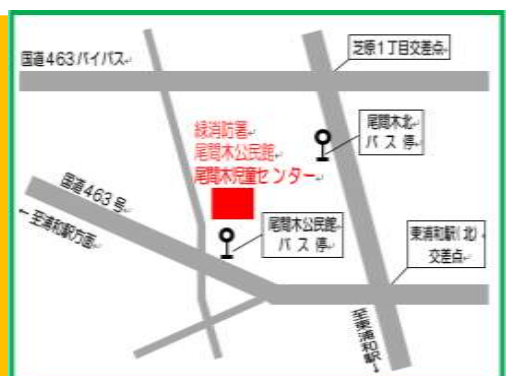 国道463バイパス
芝原1丁目交差点
尾間木北
バス停
緑消防署
尾間木公民館
尾間木児童センター
国道463号
←至浦和駅方面
尾間木公民館
バス停
東浦和駅(北)
交差点
至東浦和駅↓